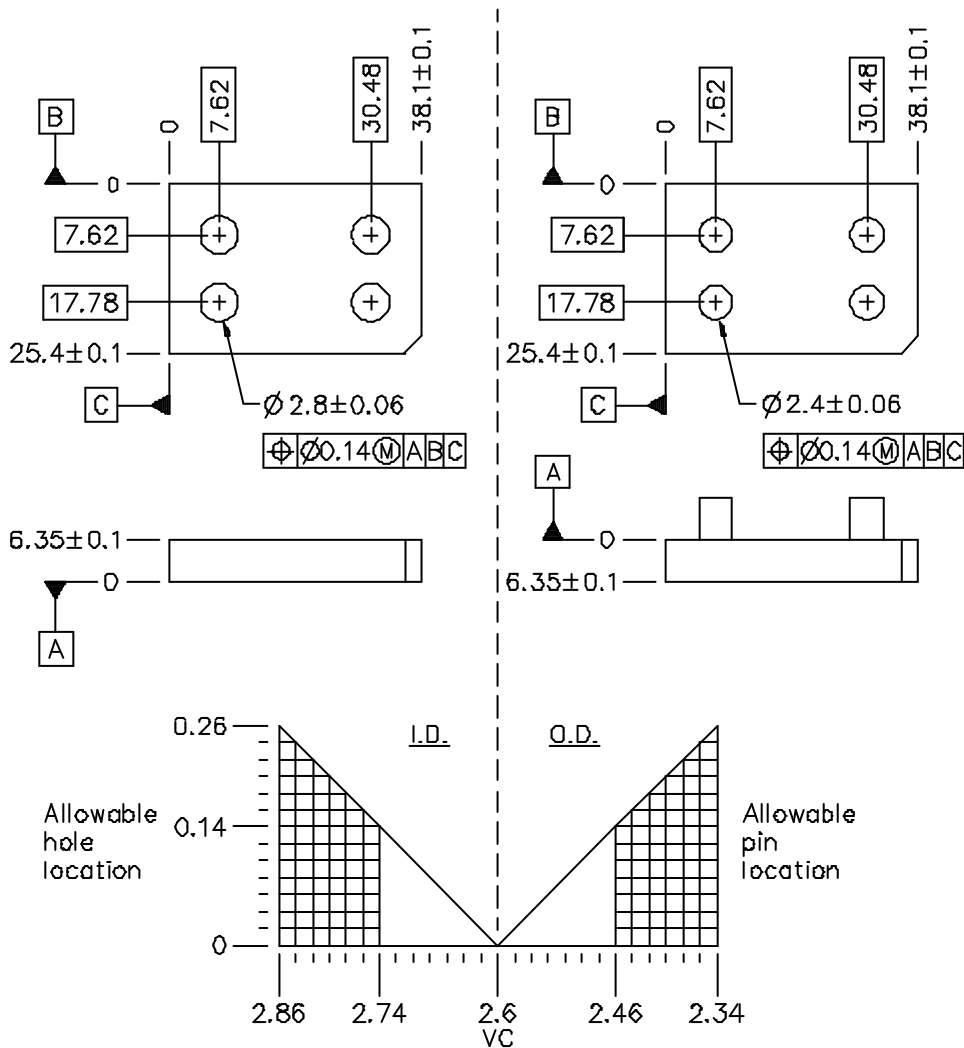 B
0
7.62
30.48
38.1±0.1
0
7.62
17.78
25.4±0.1
C
Ø2.8±0.06
⌖ Ø0.14Ⓜ A B C
6.35±0.1
0
A
B
0
7.62
30.48
38.1±0.1
0
7.62
17.78
25.4±0.1
C
Ø2.4±0.06
⌖ Ø0.14Ⓜ A B C
A
0
6.35±0.1
I.D.
O.D.
0.26
0.14
0
Allowable
hole
location
Allowable
pin
location
2.86
2.74
2.6
2.46
2.34
VC